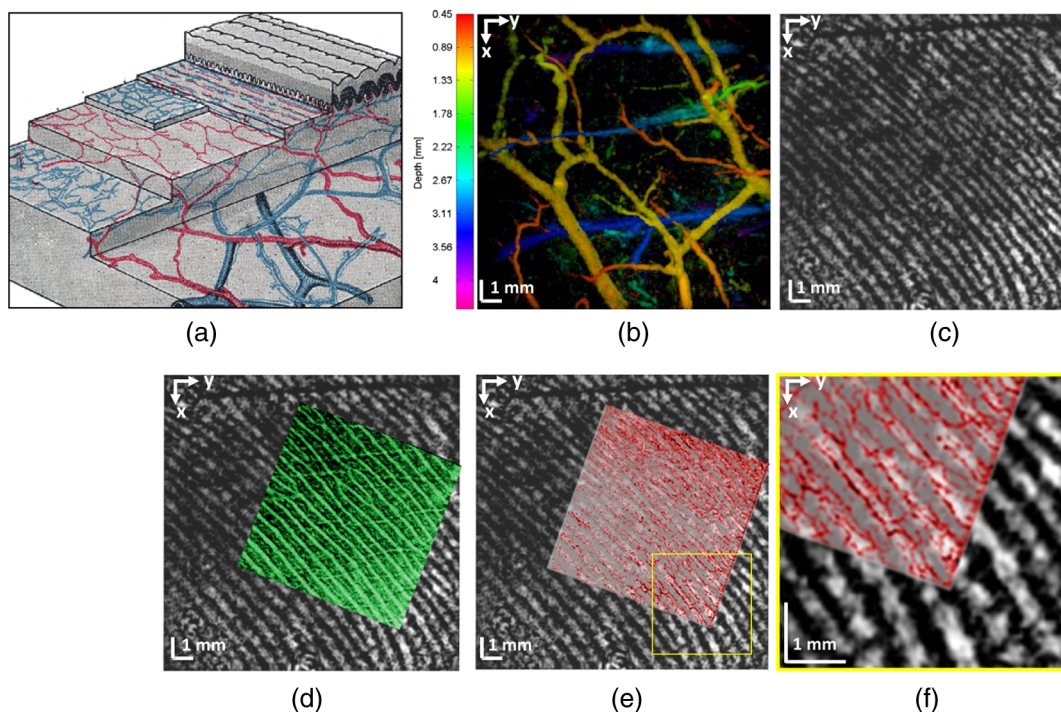 0.45
0.89
1.33
1.78
2.22
2.67
3.11
3.56
4
Depth [mm]
y
x
1 mm
(a)
(b)
(c)
y
x
1 mm
y
x
1 mm
y
x
1 mm
y
x
1 mm
(d)
(e)
(f)